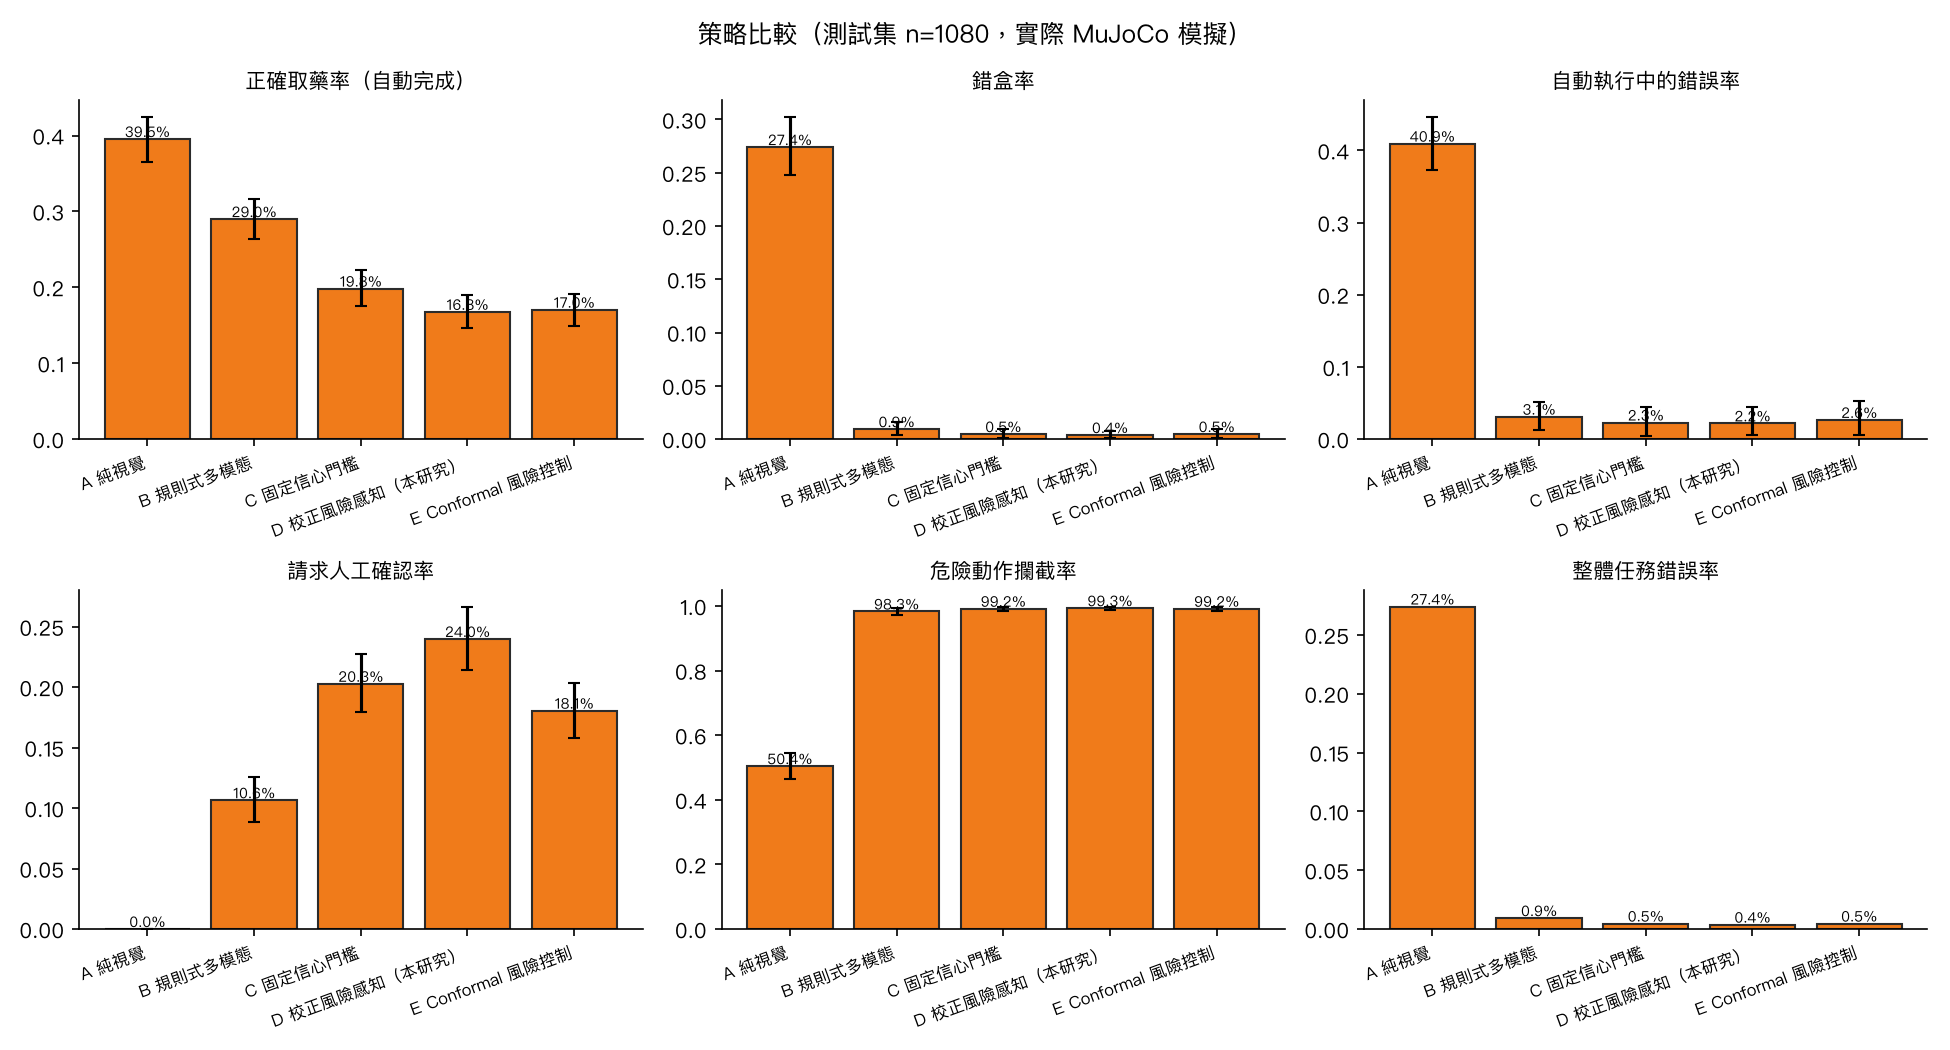 策略比較（測試集 n=1080，實際 MuJoCo 模擬）
正確取藥率（自動完成）
0.4
0.3
0.2
0.1
0.0
39.5%
29.0%
19.8%
16.8%
17.0%
A 純視覺
B 規則式多模態
C 固定信心門檻
D 校正風險感知（本研究）
E Conformal 風險控制
錯盒率
0.30
0.25
0.20
0.15
0.10
0.05
0.00
27.4%
0.9%
0.5%
0.4%
0.5%
A 純視覺
B 規則式多模態
C 固定信心門檻
D 校正風險感知（本研究）
E Conformal 風險控制
自動執行中的錯誤率
0.4
0.3
0.2
0.1
0.0
40.9%
3.1%
2.3%
2.2%
2.6%
A 純視覺
B 規則式多模態
C 固定信心門檻
D 校正風險感知（本研究）
E Conformal 風險控制
請求人工確認率
0.25
0.20
0.15
0.10
0.05
0.00
0.0%
10.6%
20.3%
24.0%
18.1%
A 純視覺
B 規則式多模態
C 固定信心門檻
D 校正風險感知（本研究）
E Conformal 風險控制
危險動作攔截率
1.0
0.8
0.6
0.4
0.2
0.0
50.4%
98.3%
99.2%
99.3%
99.2%
A 純視覺
B 規則式多模態
C 固定信心門檻
D 校正風險感知（本研究）
E Conformal 風險控制
整體任務錯誤率
0.25
0.20
0.15
0.10
0.05
0.00
27.4%
0.9%
0.5%
0.4%
0.5%
A 純視覺
B 規則式多模態
C 固定信心門檻
D 校正風險感知（本研究）
E Conformal 風險控制